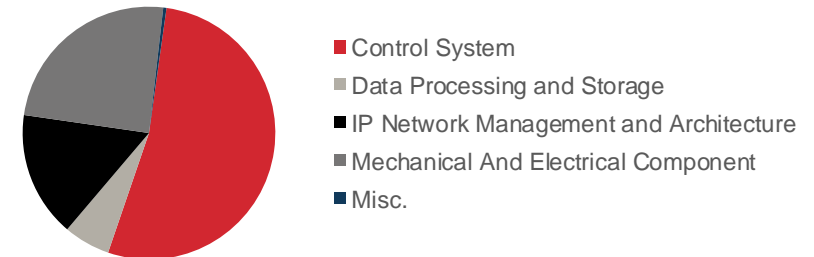 Control System
Data Processing and Storage
IP Network Management and Architecture
Mechanical And Electrical Component
Misc.